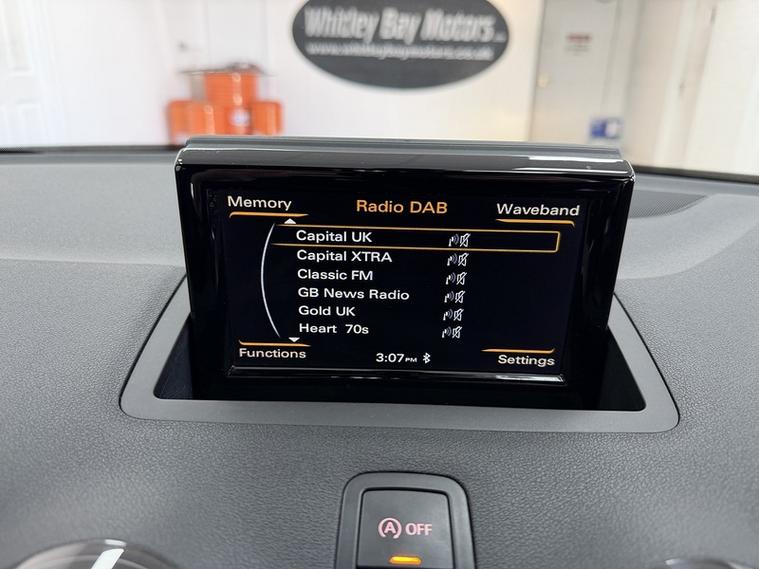 Whitley Bay Motors
www.whitleybaymotors.co.uk
Memory
Radio DAB
Waveband
Capital UK
Capital XTRA
Classic FM
GB News Radio
Gold UK
Heart 70s
Functions
3:07PM
Settings
A OFF